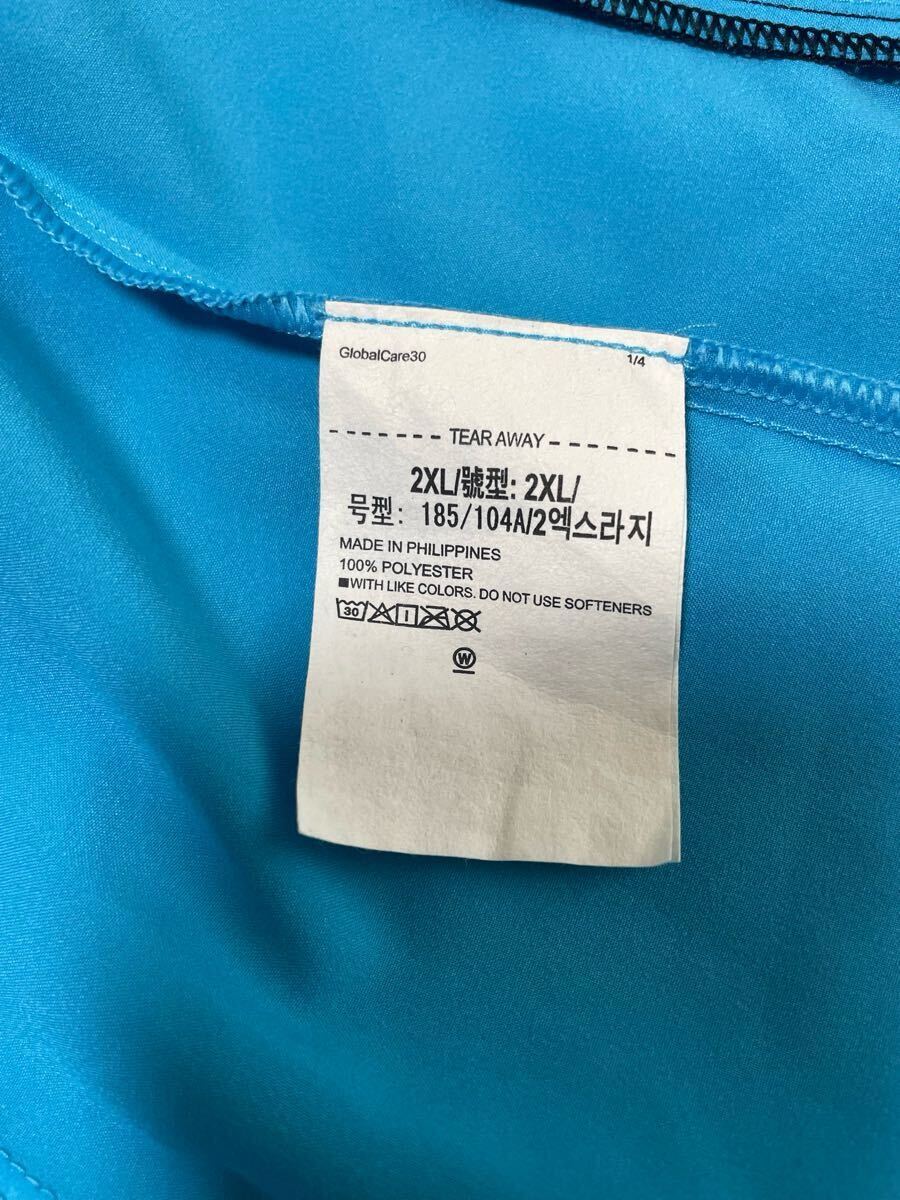 GlobalCare30 1/4
- - - - - - - - TEAR AWAY - - - - - - - -
2XL/號型: 2XL/
号型: 185/104A/2엑스라지
MADE IN PHILIPPINES
100% POLYESTER
■WITH LIKE COLORS. DO NOT USE SOFTENERS
30
W